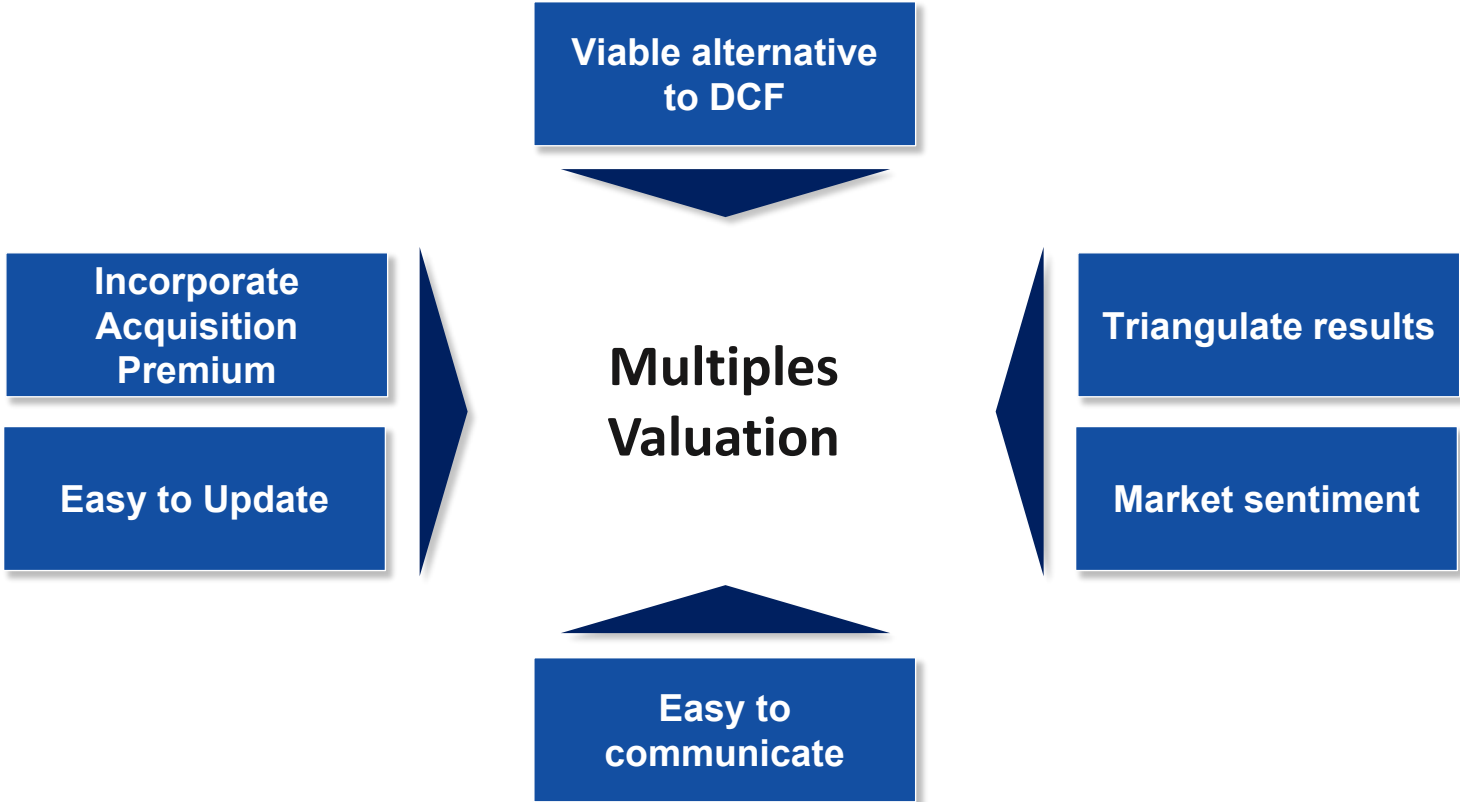 Viable alternative
to DCF
Incorporate
Acquisition
Premium
Easy to Update
Multiples
Valuation
Triangulate results
Market sentiment
Easy to
communicate